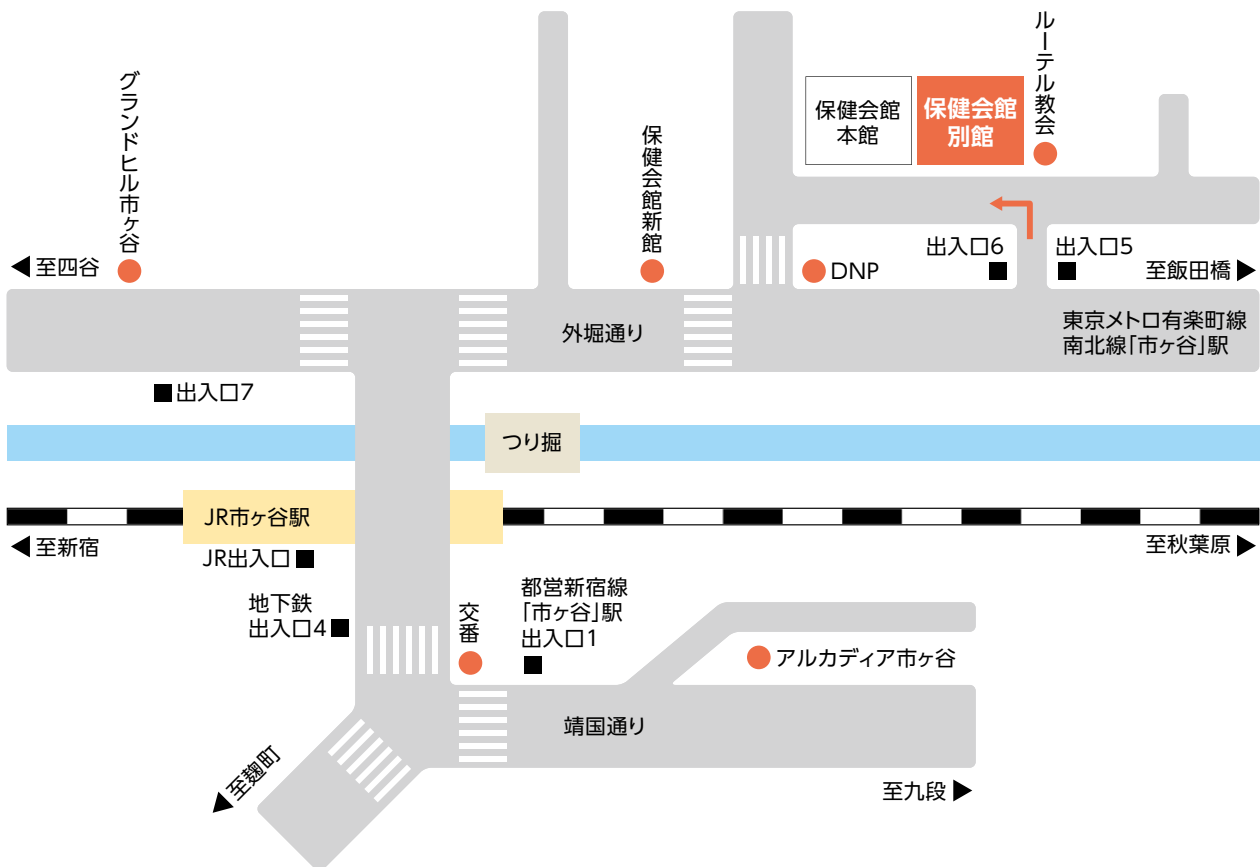 グランドヒル市ヶ谷
保健会館新館
保健会館
本館
保健会館
別館
ルーテル教会
至四谷
DNP
出入口6
出入口5
至飯田橋
外堀通り
東京メトロ有楽町線
南北線「市ヶ谷」駅
出入口7
つり掘
JR市ヶ谷駅
至新宿
JR出入口
至秋葉原
地下鉄
出入口4
交番
都営新宿線
「市ヶ谷」駅
出入口1
アルカディア市ヶ谷
靖国通り
至麹町
至九段